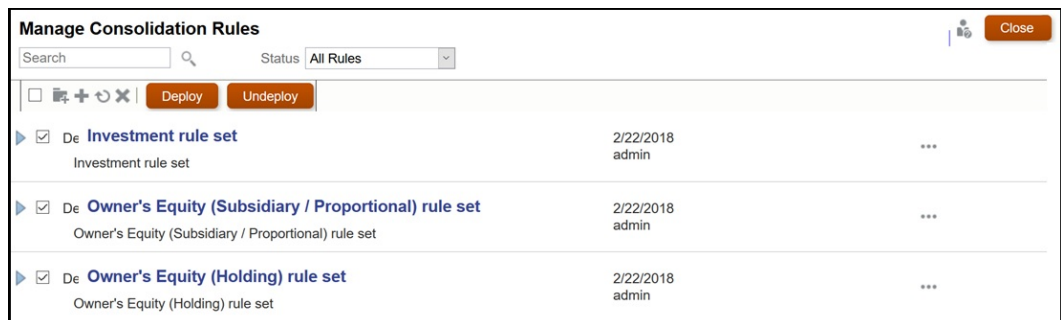 Manage Consolidation Rules
Close
Search
Status All Rules
Deploy Undeploy
De Investment rule set 2/22/2018
admin
Investment rule set
De Owner's Equity (Subsidiary / Proportional) rule set 2/22/2018
admin
Owner's Equity (Subsidiary / Proportional) rule set
De Owner's Equity (Holding) rule set 2/22/2018
admin
Owner's Equity (Holding) rule set